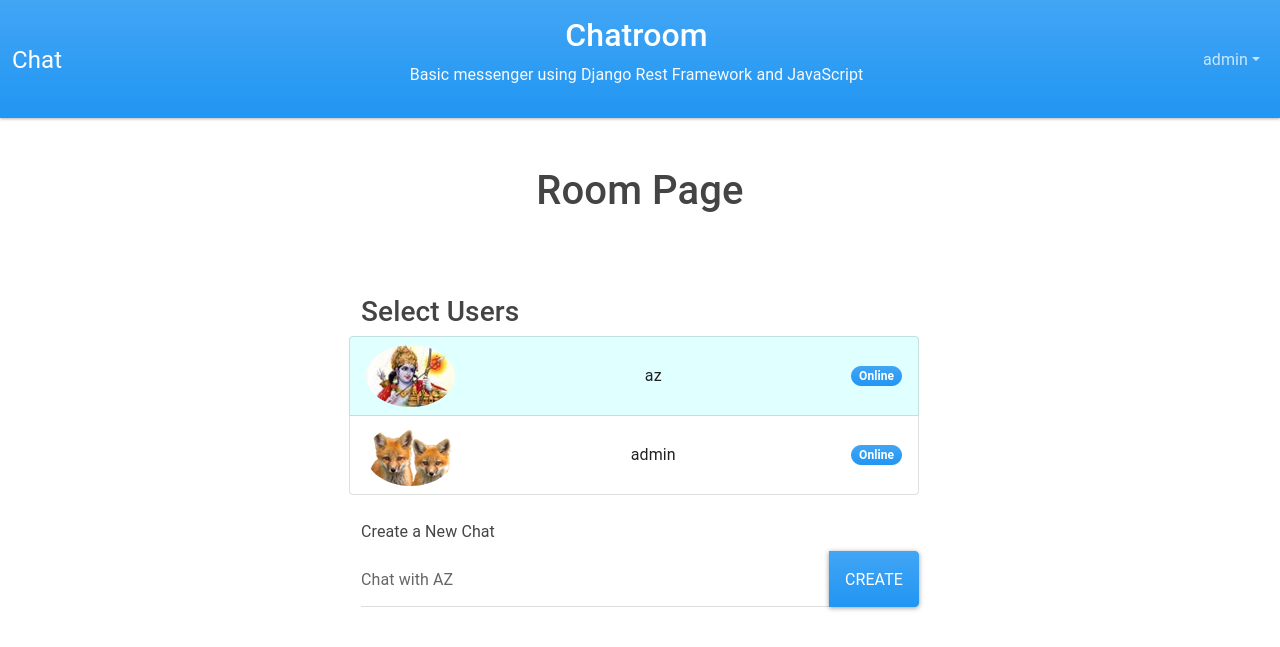 Chat
Chatroom
Basic messenger using Django Rest Framework and JavaScript
admin
Room Page
Select Users
az
Online
admin
Online
Create a New Chat
Chat with AZ
CREATE